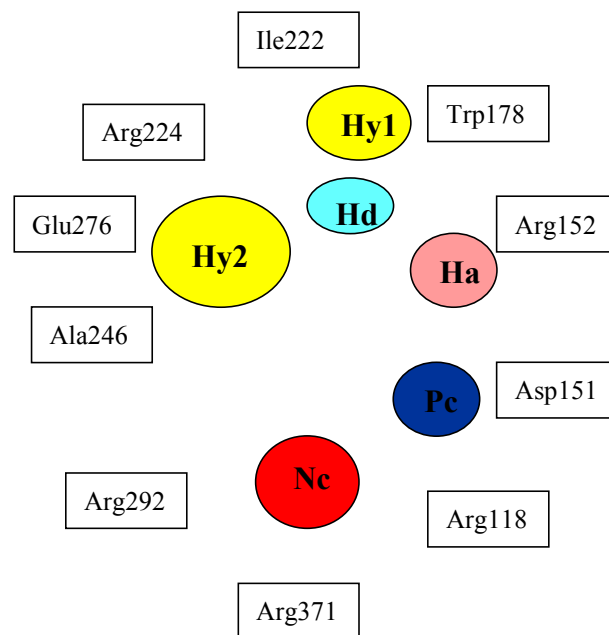 Ile222
Hy1
Trp178
Arg224
Hd
Glu276
Arg152
Hy2
Ha
Ala246
Pc
Asp151
Nc
Arg292
Arg118
Arg371